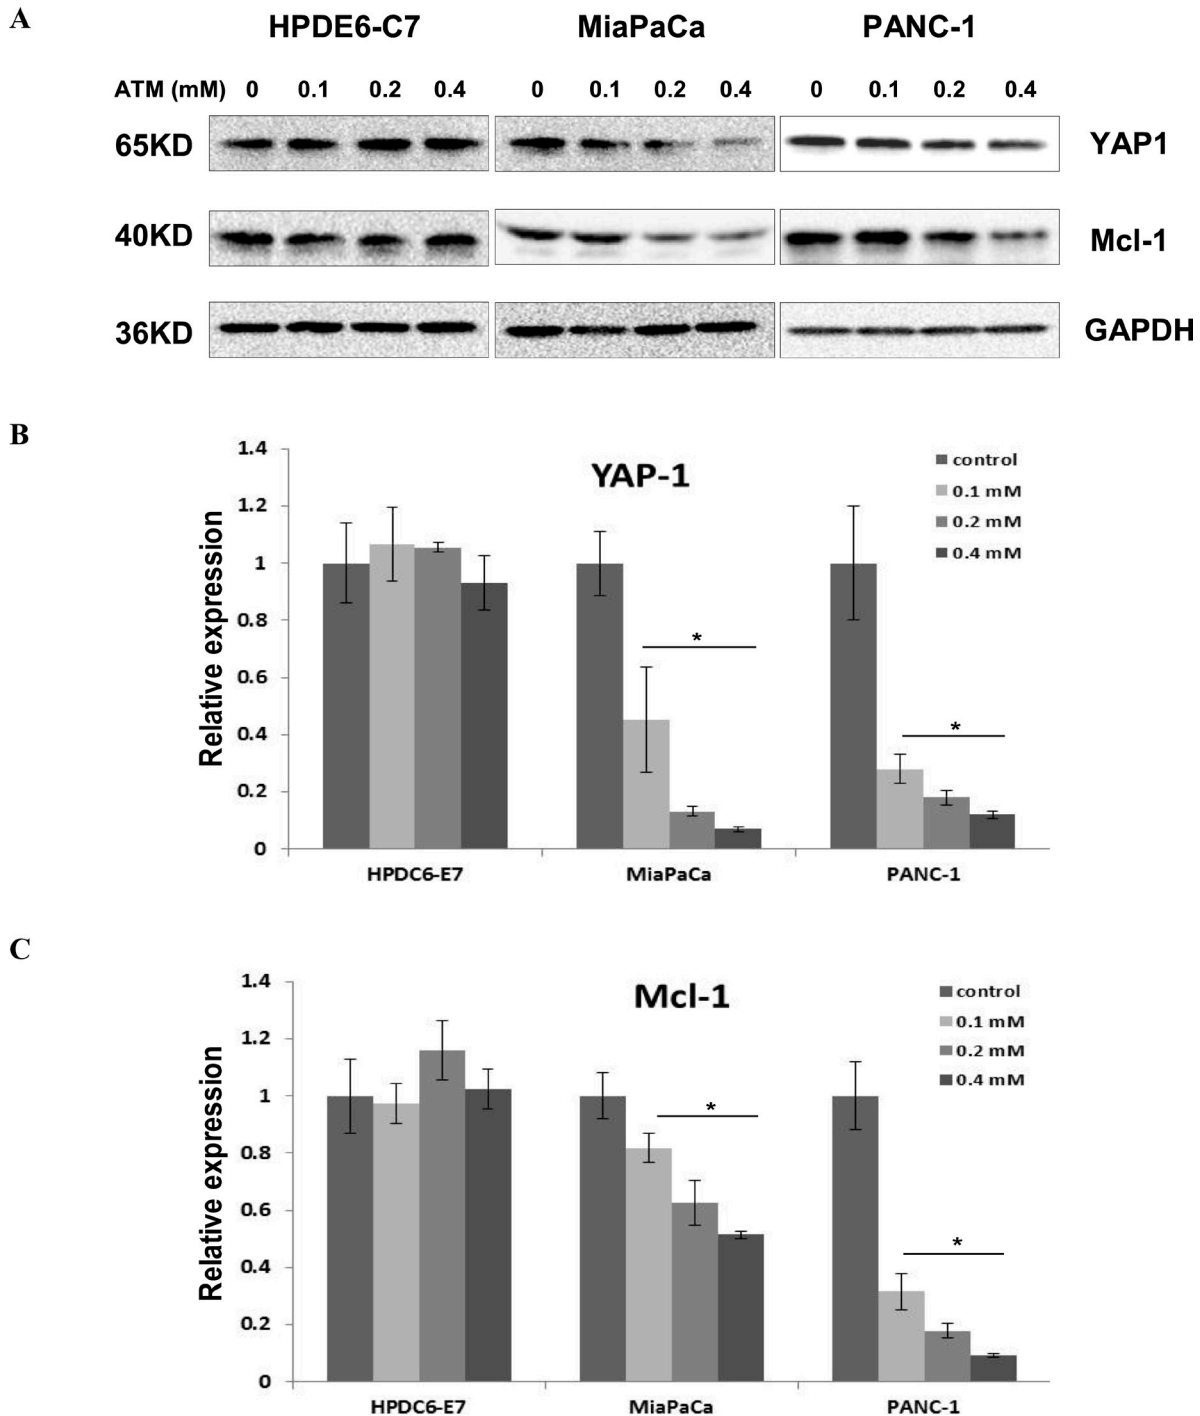 A
HPDE6-C7 MiaPaCa PANC-1
ATM (mM) 0 0.1 0.2 0.4 0 0.1 0.2 0.4 0 0.1 0.2 0.4
65KD YAP1
40KD Mcl-1
36KD GAPDH
B
YAP-1
Relative expression
1.4
1.2
1
0.8
0.6
0.4
0.2
0
control
0.1 mM
0.2 mM
0.4 mM
*
*
HPDC6-E7 MiaPaCa PANC-1
C
Mcl-1
Relative expression
1.4
1.2
1
0.8
0.6
0.4
0.2
0
control
0.1 mM
0.2 mM
0.4 mM
*
*
HPDC6-E7 MiaPaCa PANC-1